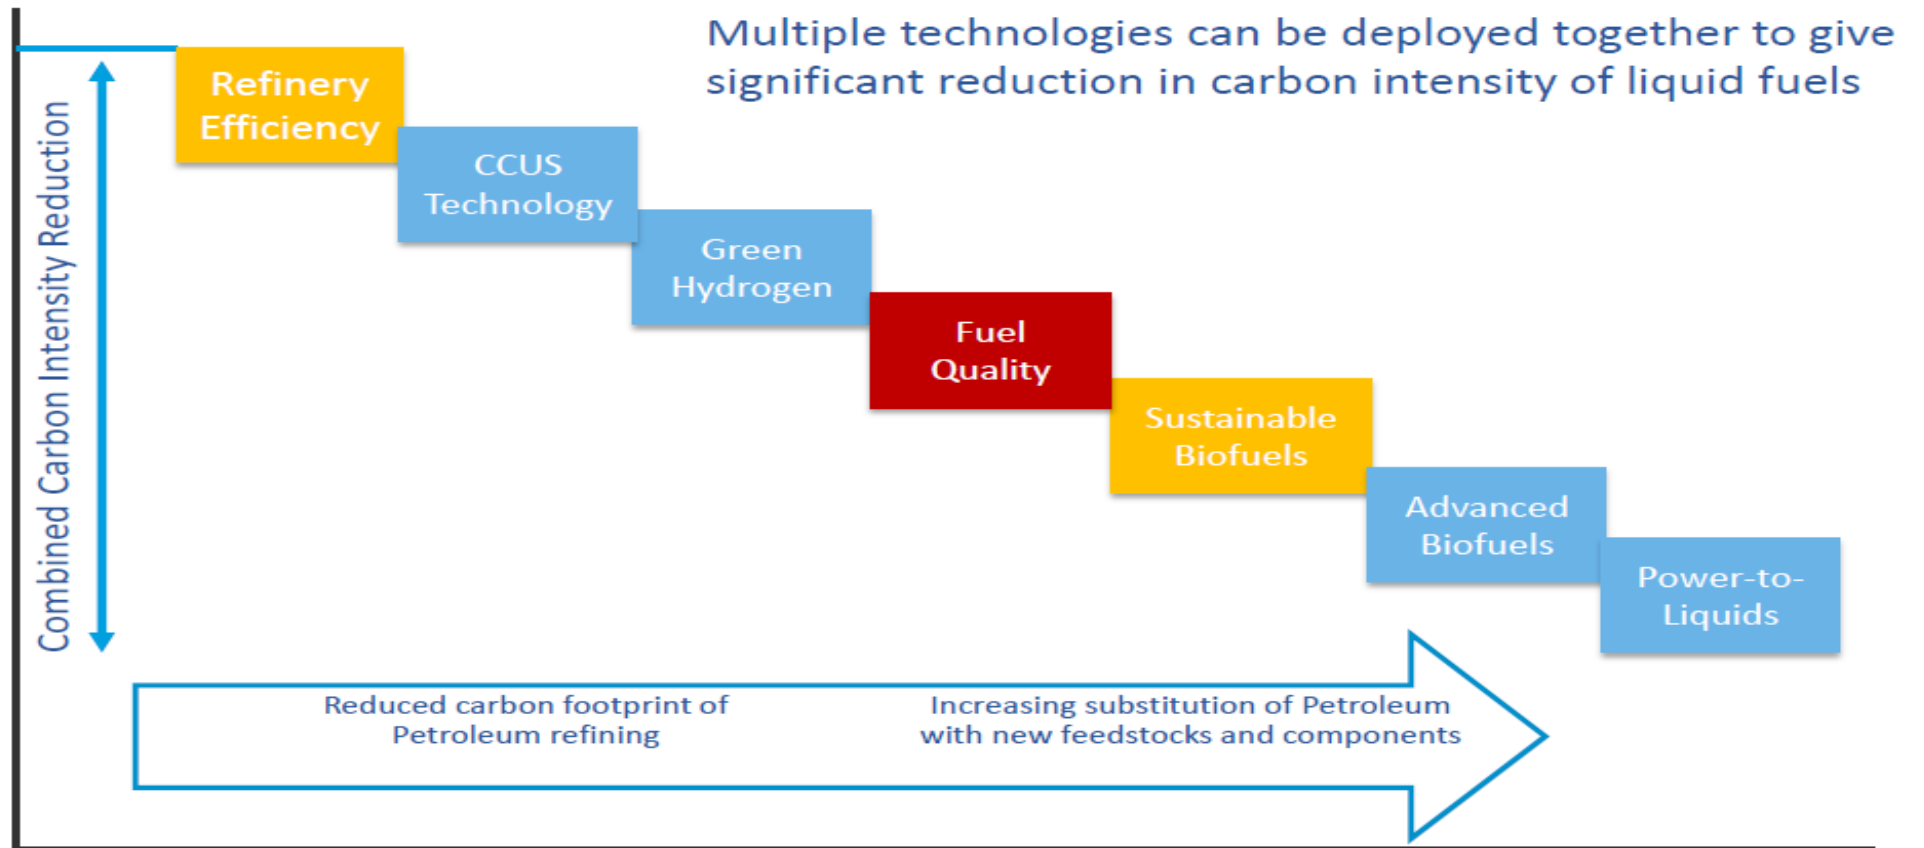 Multiple technologies can be deployed together to give
significant reduction in carbon intensity of liquid fuels
Combined Carbon Intensity Reduction
Refinery
Efficiency
CCUS
Technology
Green
Hydrogen
Fuel
Quality
Sustainable
Biofuels
Advanced
Biofuels
Power-to-
Liquids
Reduced carbon footprint of
Petroleum refining
Increasing substitution of Petroleum
with new feedstocks and components